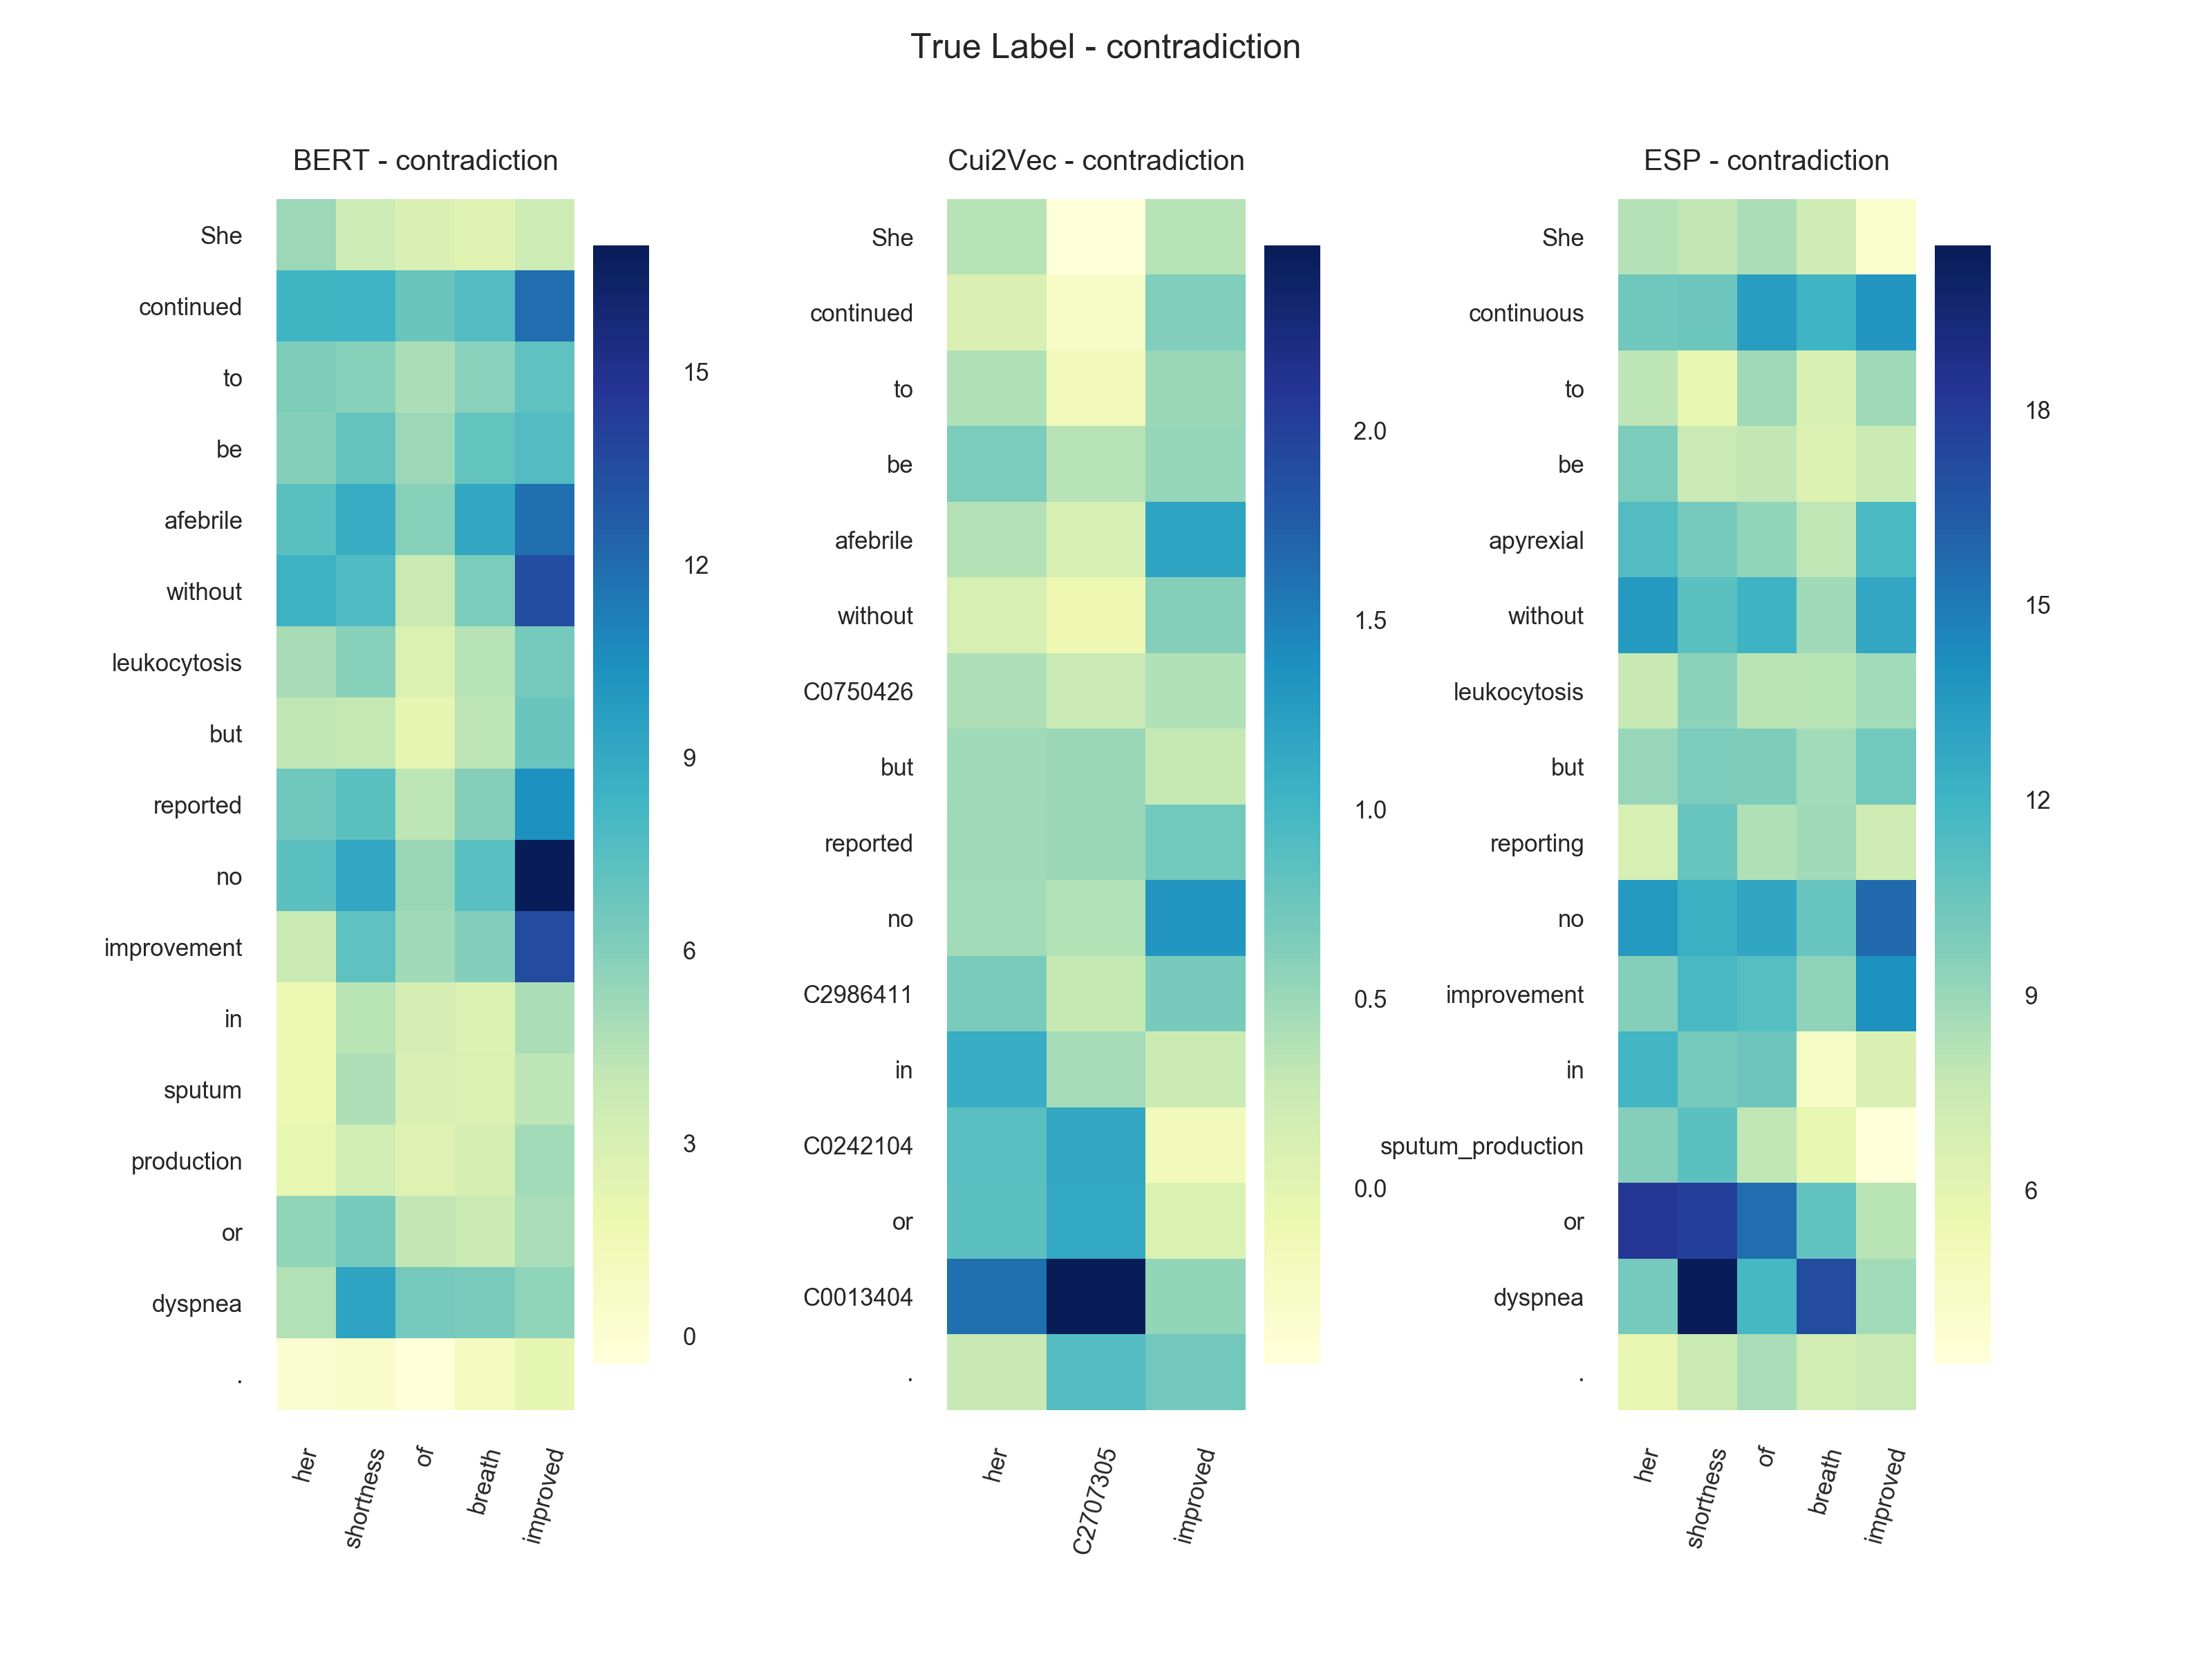 True Label - contradiction
BERT - contradiction
She
continued
to
be
afebrile
without
leukocytosis
but
reported
no
improvement
in
sputum
production
or
dyspnea
.
her
shortness
of
breath
improved
15
12
9
6
3
0
Cui2Vec - contradiction
She
continued
to
be
afebrile
without
C0750426
but
reported
no
C2986411
in
C0242104
or
C0013404
.
her
C2707305
improved
2.0
1.5
1.0
0.5
0.0
ESP - contradiction
She
continuous
to
be
apyrexial
without
leukocytosis
but
reporting
no
improvement
in
sputum_production
or
dyspnea
.
her
shortness
of
breath
improved
18
15
12
9
6